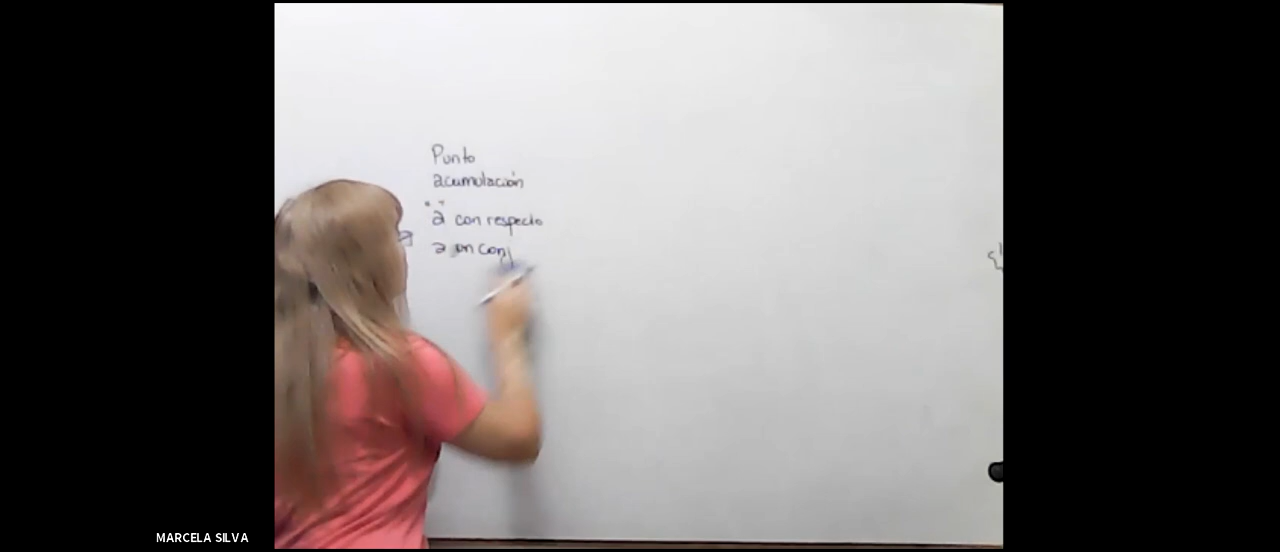 Punto
acumulación
"a" con respecto
a un conj
MARCELA SILVA